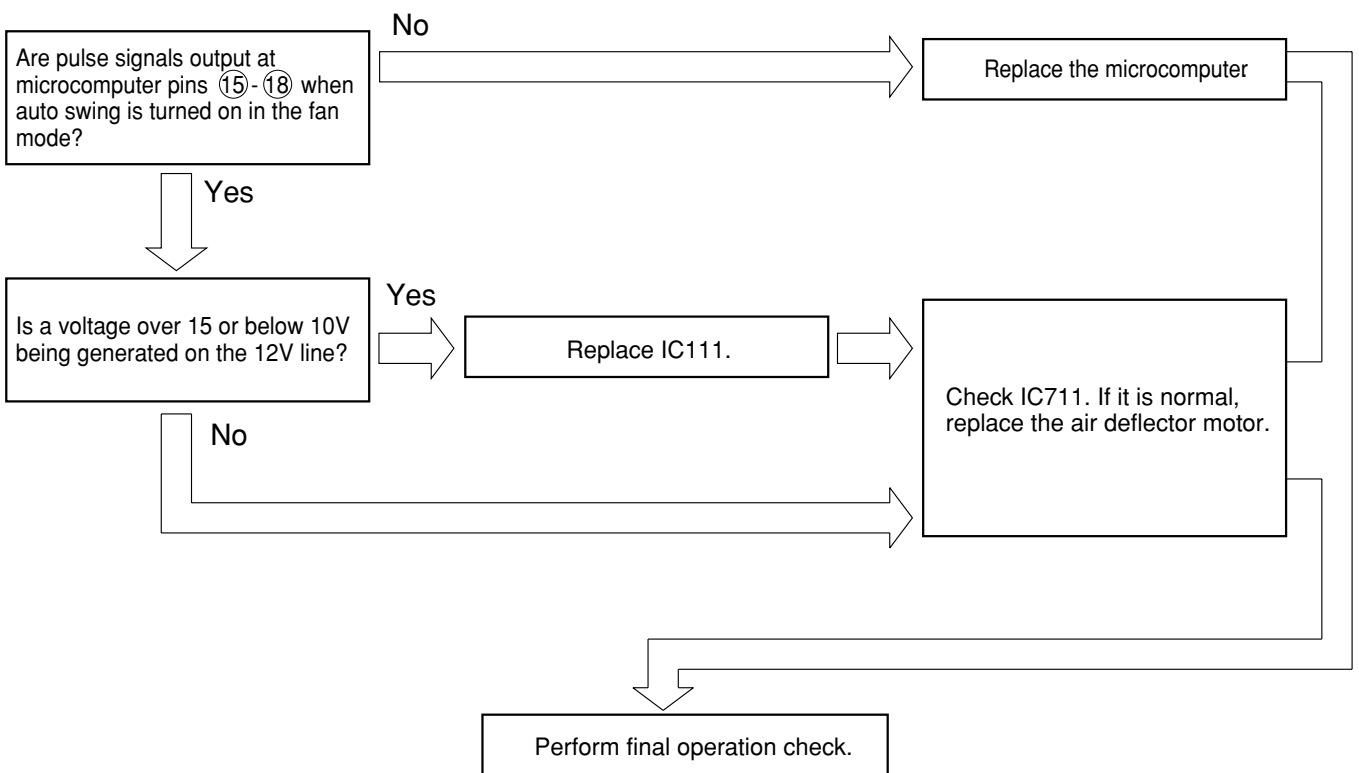 No
Are pulse signals output at
microcomputer pins ⑮-⑱ when
auto swing is turned on in the fan
mode?
Replace the microcomputer
Yes
Is a voltage over 15 or below 10V
being generated on the 12V line?
Yes
Replace IC111.
Check IC711. If it is normal,
replace the air deflector motor.
No
Perform final operation check.